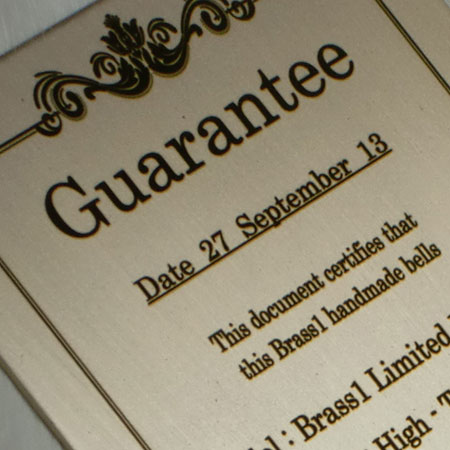 Guarantee
Date 27 September 13
This document certifies that
this Brass1 handmade bells
: Brass1 Limited
High - T